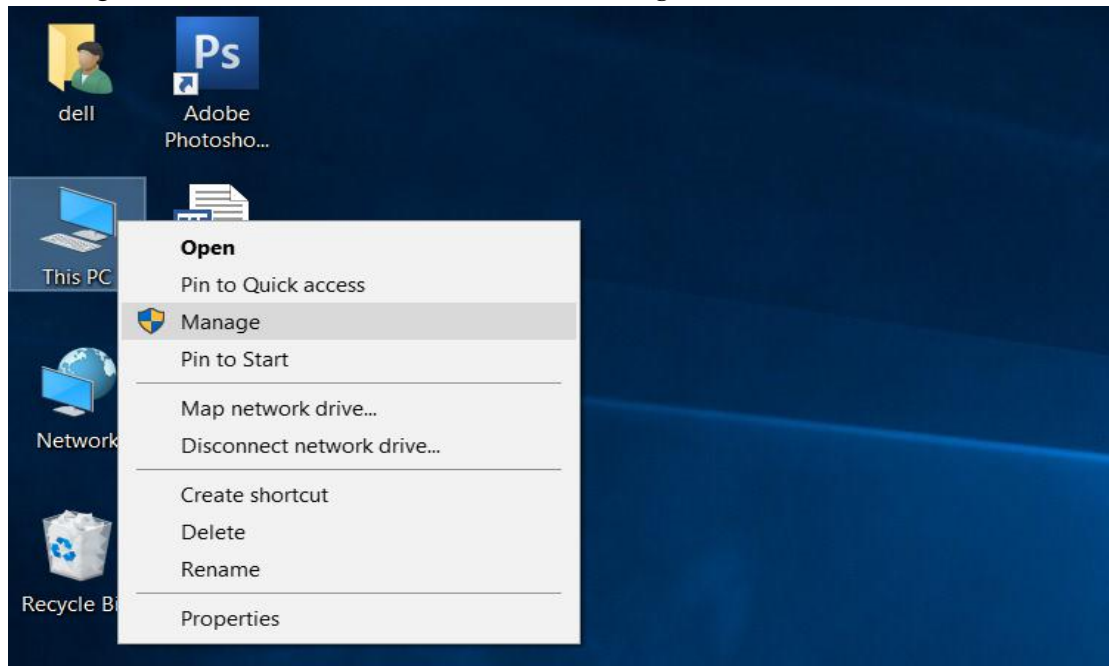 dell
Ps
Adobe
Photosho...
This PC
Open
Pin to Quick access
Manage
Pin to Start
Map network drive...
Disconnect network drive...
Create shortcut
Delete
Rename
Properties
Network
Recycle Bi